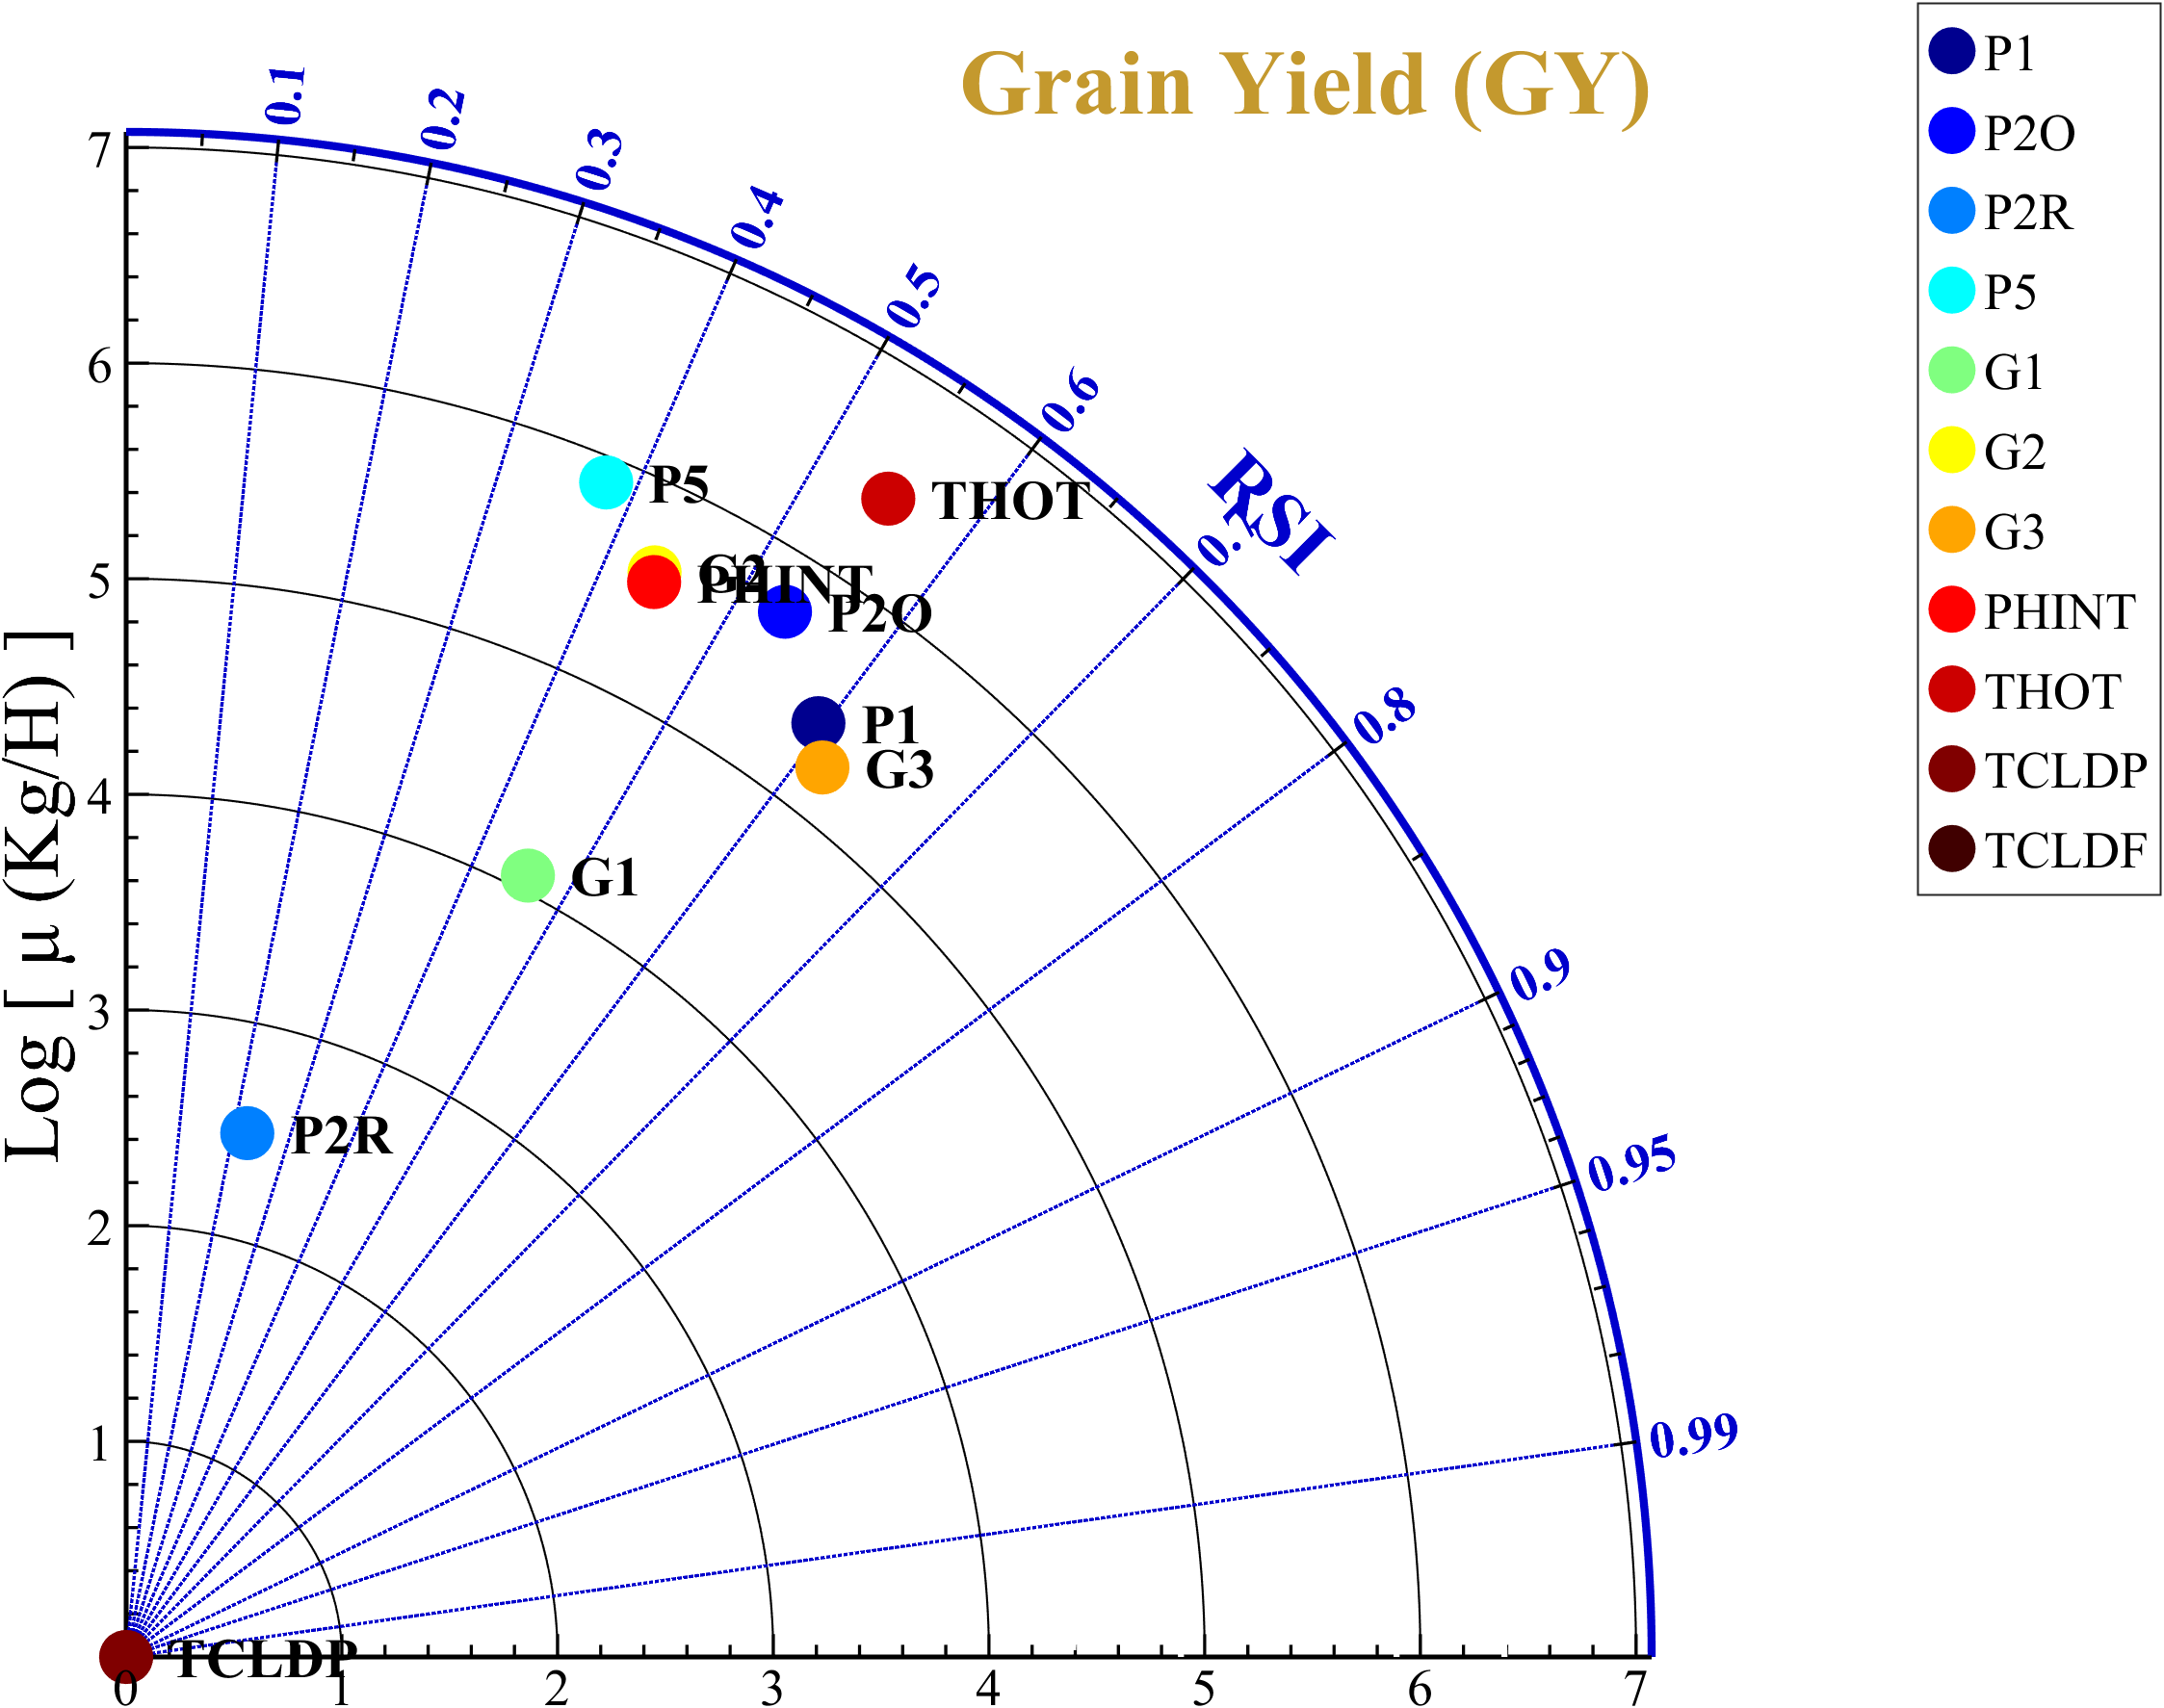 Grain Yield (GY)
0.1
0.2
0.3
0.4
0.5
0.6
RSI
0.8
0.9
0.95
0.99
Log [ μ (Kg/H) ]
7
6
5
4
3
2
1
P5
THOT
G2
PHINT
P2O
P1
G3
G1
P2R
TCLDP
0 1 2 3 4 5 6 7
P1
P2O
P2R
P5
G1
G2
G3
PHINT
THOT
TCLDP
TCLDF